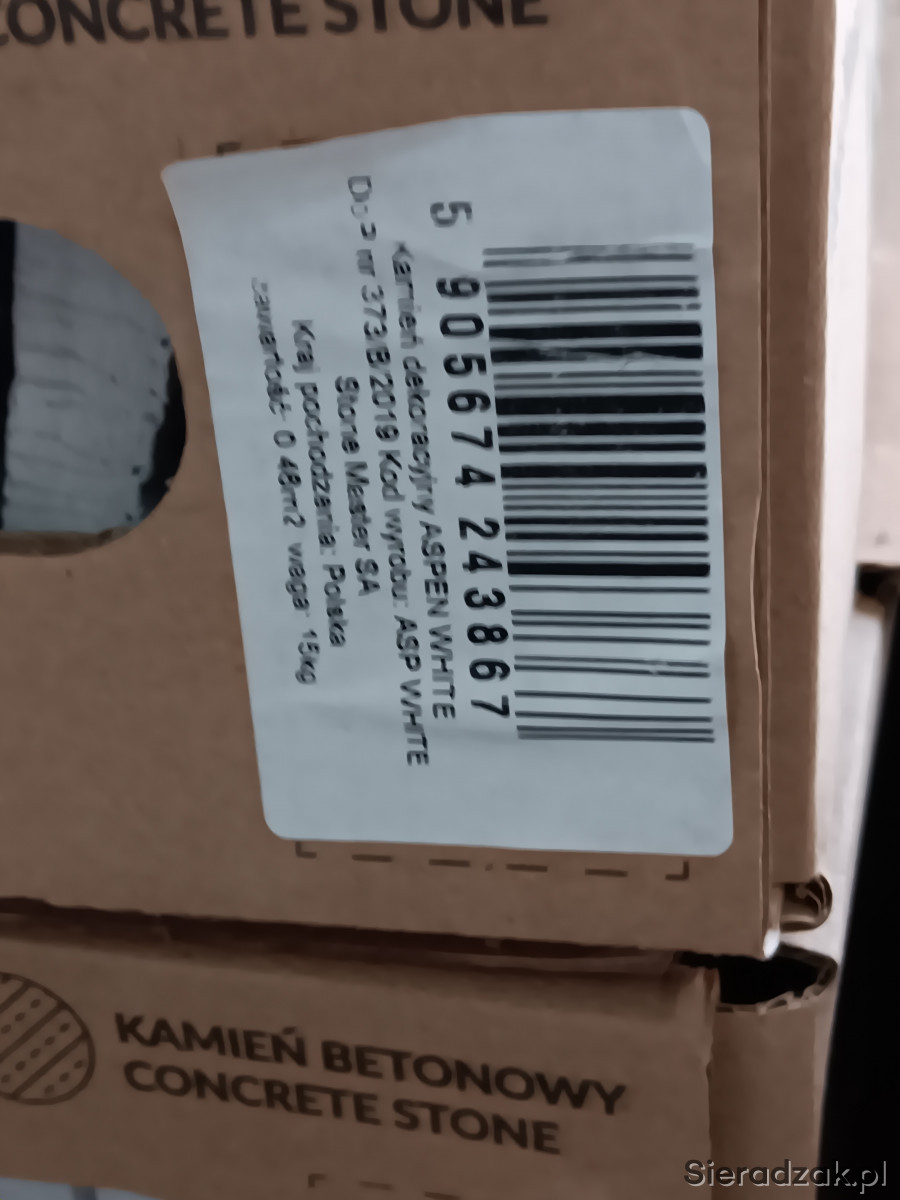 CONCRETE STONE
5 905674 243867
Kamień dekoracyjny ASPEN WHITE
nr 373/B/2019 Kod wyrobu: ASP WHITE
Stone Master SA
Kraj pochodzenia: Polska
zawartość: 0 48m2 waga: 15kg
KAMIEŃ BETONOWY
CONCRETE STONE
Sieradzak.pl